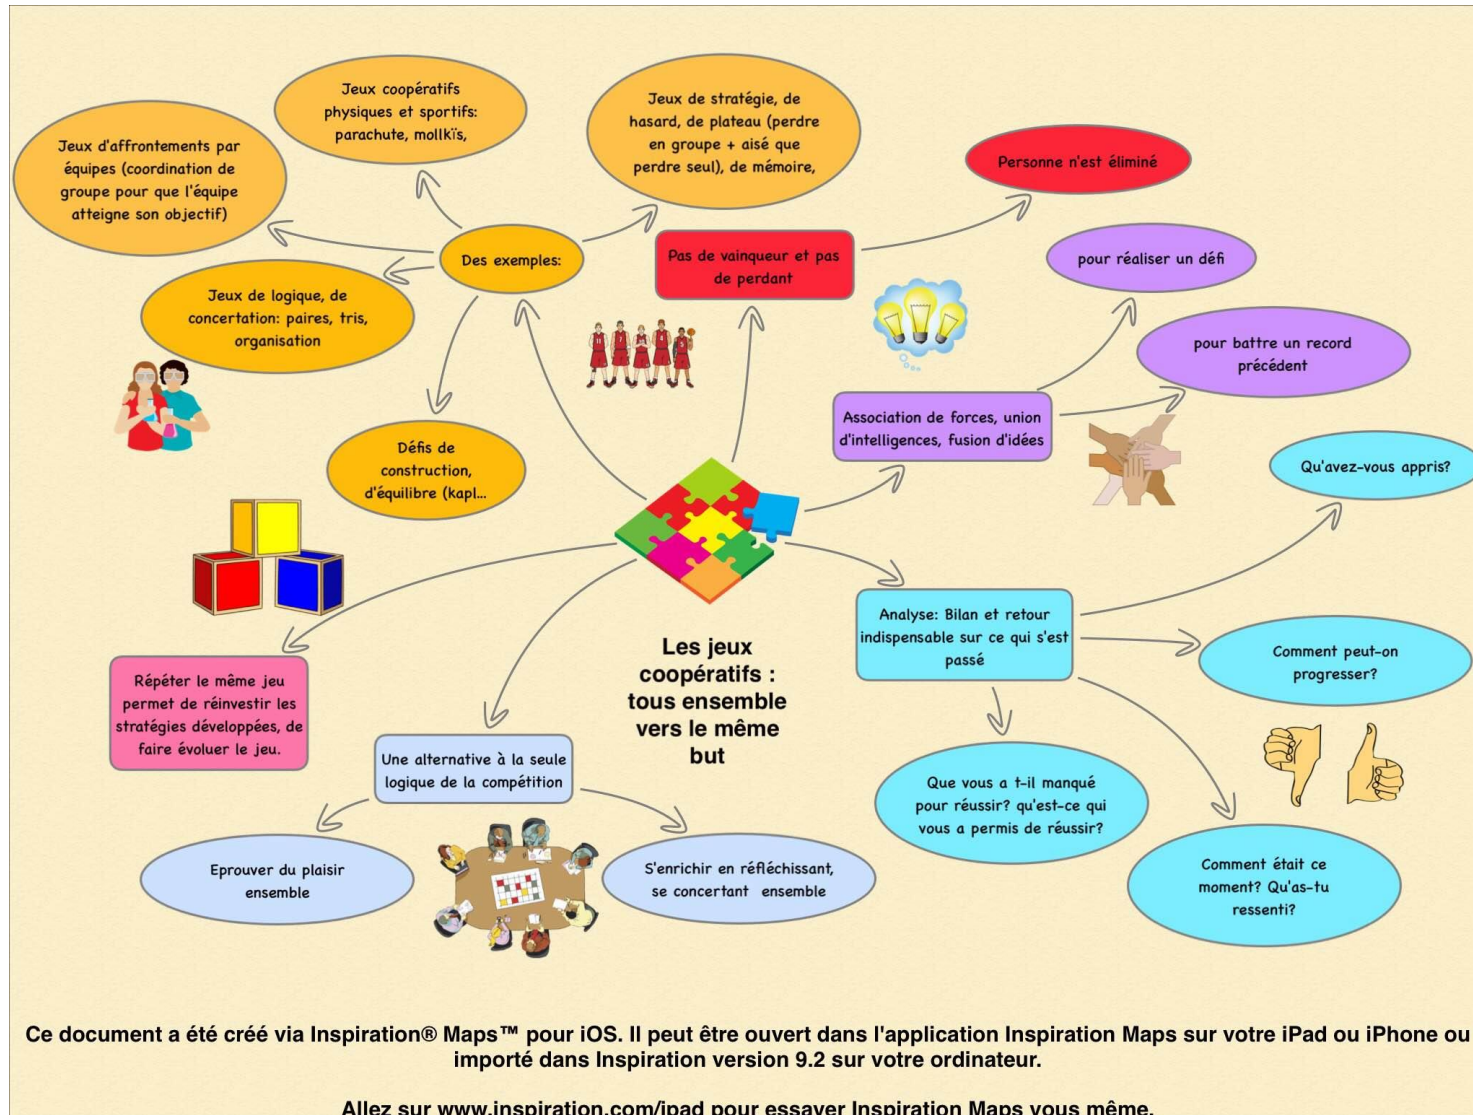 Jeux coopératifs
physiques et sportifs:
parachute, mollkïs,
Jeux de stratégie, de
hasard, de plateau (perdre
en groupe + aisé que
perdre seul), de mémoire,
Jeux d'affrontements par
équipes (coordination de
groupe pour que l'équipe
atteigne son objectif)
Personne n'est éliminé
Des exemples:
Pas de vainqueur et pas
de perdant
pour réaliser un défi
Jeux de logique, de
concertation: paires, tris,
organisation
pour battre un record
précédent
Association de forces, union
d'intelligences, fusion d'idées
Défis de
construction,
d'équilibre (kapl...
Qu'avez-vous appris?
Analyse: Bilan et retour
indispensable sur ce qui s'est
passé
Les jeux
coopératifs :
tous ensemble
vers le même
but
Comment peut-on
progresser?
Répéter le même jeu
permet de réinvestir les
stratégies développées, de
faire évoluer le jeu.
Une alternative à la seule
logique de la compétition
Que vous a t-il manqué
pour réussir? qu'est-ce qui
vous a permis de réussir?
Eprouver du plaisir
ensemble
S'enrichir en réfléchissant,
se concertant ensemble
Comment était ce
moment? Qu'as-tu
ressenti?
Ce document a été créé via Inspiration® Maps™ pour iOS. Il peut être ouvert dans l'application Inspiration Maps sur votre iPad ou iPhone ou
importé dans Inspiration version 9.2 sur votre ordinateur.
Allez sur www.inspiration.com/ipad pour essayer Inspiration Maps vous même.